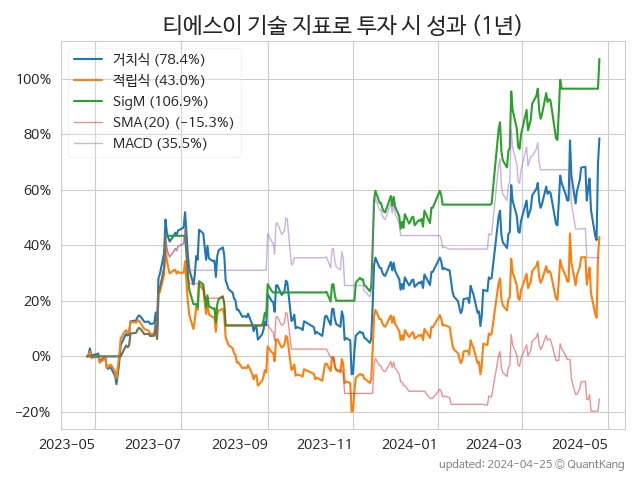 티에스이 기술 지표로 투자 시 성과 (1년)
거치식 (78.4%)
적립식 (43.0%)
SigM (106.9%)
SMA(20) (−15.3%)
MACD (35.5%)
100%
80%
60%
40%
20%
0%
−20%
2023−05 2023−07 2023−09 2023−11 2024−01 2024−03 2024−05
updated: 2024-04-25 © QuantKang